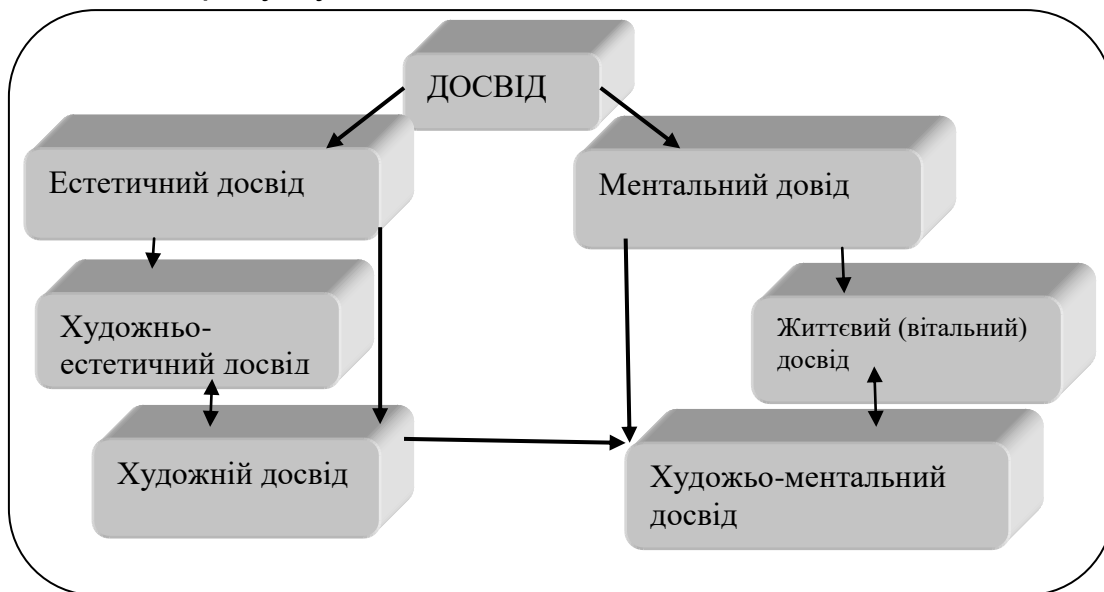 ДОСВІД
Естетичний досвід
Ментальний довід
Художньо-
естетичний досвід
Життєвий (вітальний)
досвід
Художній досвід
Художьо-ментальний
досвід